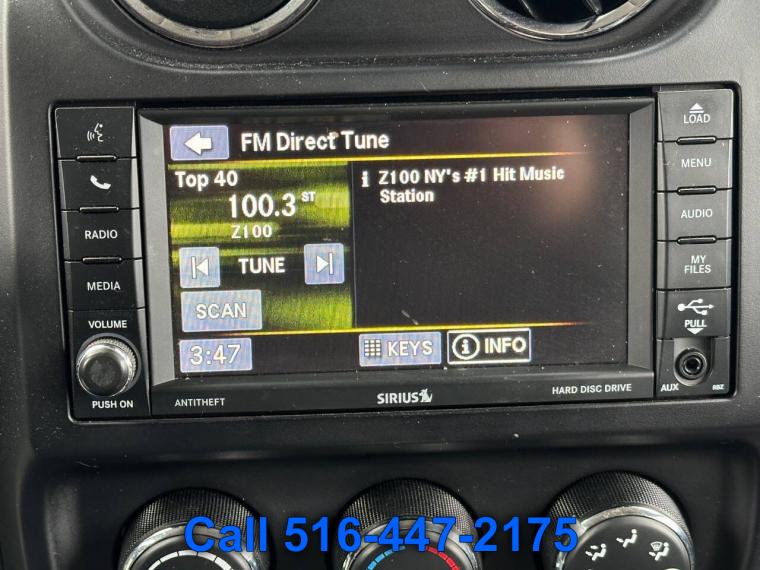 FM Direct Tune
Top 40
100.3 ST
Z100
TUNE
SCAN
3:47
i Z100 NY's #1 Hit Music
Station
KEYS
i INFO
RADIO
MEDIA
VOLUME
PUSH ON
LOAD
MENU
AUDIO
MY
FILES
PULL
AUX
RBZ
ANTITHEFT
SIRIUS
HARD DISC DRIVE
Call 516-447-2175